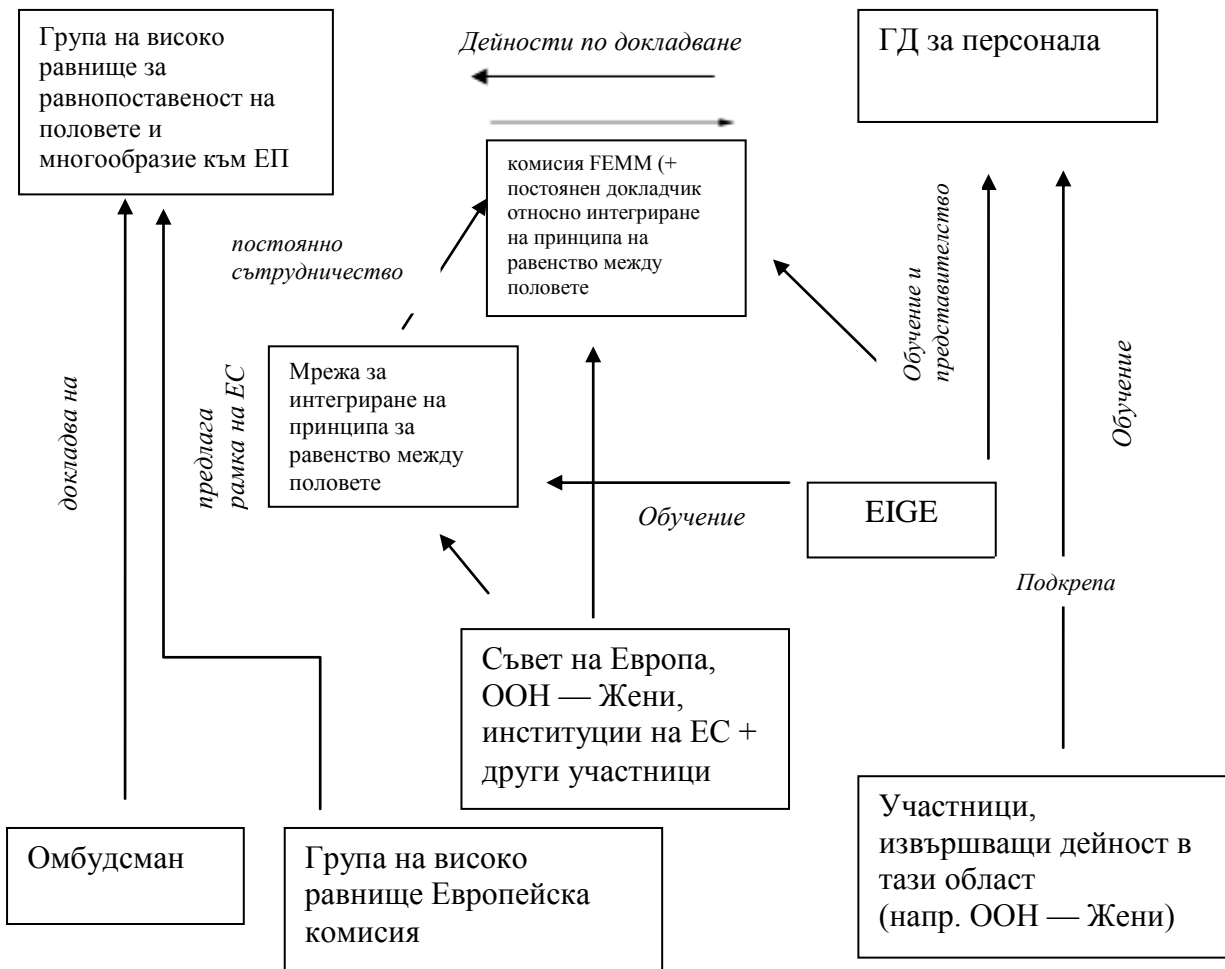 Група на високо
равнище за
равнопоставеност на
половете и
многообразие към ЕП
Дейности по докладване
ГД за персонала
комисия FEMM (+
постоянен докладчик
относно интегриране
на принципа на
равенство между
половете
постоянно
сътрудничество
Обучение и
представителство
Обучение
докладва на
предлага
рамка на ЕС
Мрежа за
интегриране на
принципа за
равенство между
половете
Обучение
EIGE
Подкрепа
Съвет на Европа,
ООН — Жени,
институции на ЕС +
други участници
Омбудсман
Група на високо
равнище Европейска
комисия
Участници,
извършващи дейност в
тази област
(напр. ООН — Жени)